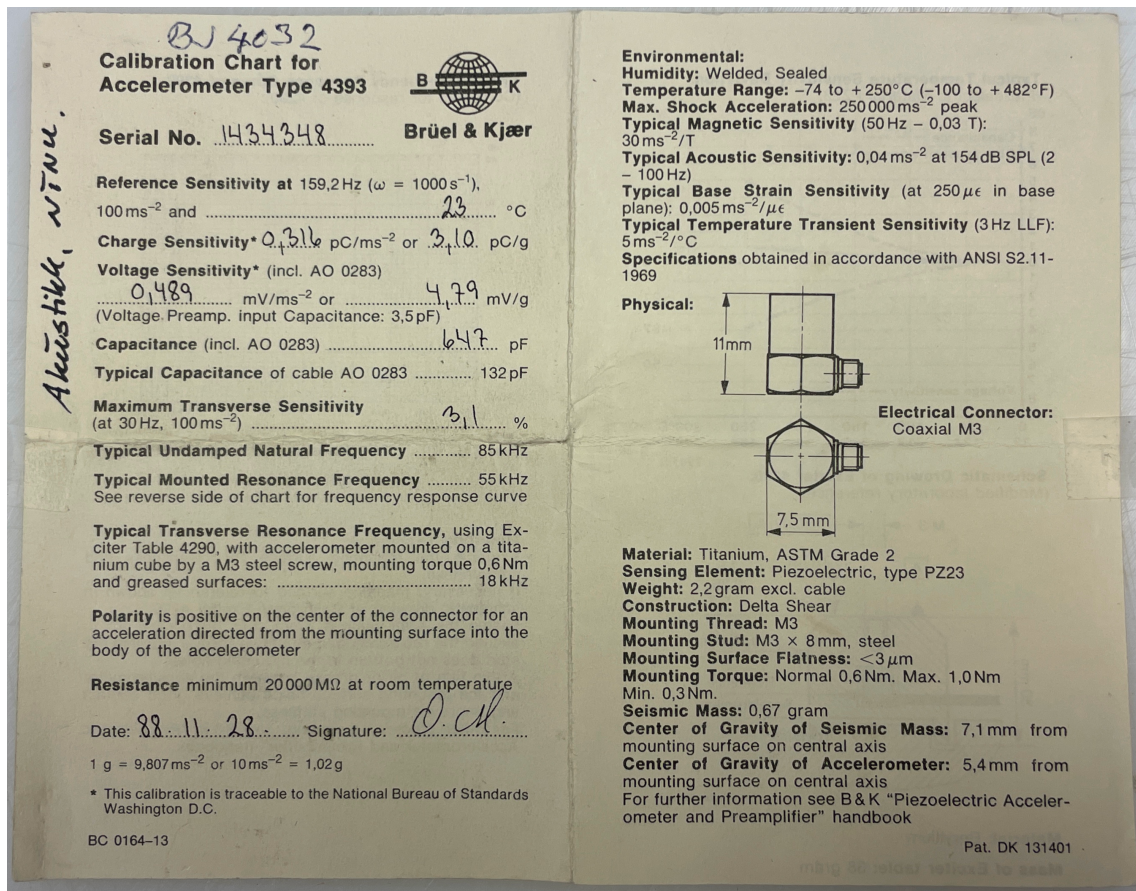 BJ 4032
Calibration Chart for
Accelerometer Type 4393
B K
Brüel & Kjær
Serial No. 1434348
Akustikk, NTNU.
Reference Sensitivity at 159,2 Hz (ω = 1000 s⁻¹),
100 ms⁻² and 23 °C
Charge Sensitivity* 0,316 pC/ms⁻² or 3,10 pC/g
Voltage Sensitivity* (incl. AO 0283)
0,489 mV/ms⁻² or 4,79 mV/g
(Voltage Preamp. input Capacitance: 3,5 pF)
Capacitance (incl. AO 0283) 647 pF
Typical Capacitance of cable AO 0283 ............ 132 pF
Maximum Transverse Sensitivity
(at 30 Hz, 100 ms⁻²) 3,1 %
Typical Undamped Natural Frequency ............ 85 kHz
Typical Mounted Resonance Frequency ......... 55 kHz
See reverse side of chart for frequency response curve
Typical Transverse Resonance Frequency, using Ex-
citer Table 4290, with accelerometer mounted on a tita-
nium cube by a M3 steel screw, mounting torque 0,6 Nm
and greased surfaces: ........................................ 18 kHz
Polarity is positive on the center of the connector for an
acceleration directed from the mounting surface into the
body of the accelerometer
Resistance minimum 20 000 MΩ at room temperature
Date: 88.11.28. Signature:
1 g = 9,807 ms⁻² or 10 ms⁻² = 1,02 g
* This calibration is traceable to the National Bureau of Standards
Washington D.C.
BC 0164–13
Environmental:
Humidity: Welded, Sealed
Temperature Range: –74 to + 250°C (–100 to + 482°F)
Max. Shock Acceleration: 250 000 ms⁻² peak
Typical Magnetic Sensitivity (50 Hz – 0,03 T):
30 ms⁻²/T
Typical Acoustic Sensitivity: 0,04 ms⁻² at 154 dB SPL (2
– 100 Hz)
Typical Base Strain Sensitivity (at 250 µϵ in base
plane): 0,005 ms⁻²/µϵ
Typical Temperature Transient Sensitivity (3 Hz LLF):
5 ms⁻²/°C
Specifications obtained in accordance with ANSI S2.11-
1969
Physical:
11mm
Electrical Connector:
Coaxial M3
7,5 mm
Material: Titanium, ASTM Grade 2
Sensing Element: Piezoelectric, type PZ23
Weight: 2,2 gram excl. cable
Construction: Delta Shear
Mounting Thread: M3
Mounting Stud: M3 × 8 mm, steel
Mounting Surface Flatness: <3 µm
Mounting Torque: Normal 0,6 Nm. Max. 1,0 Nm
Min. 0,3 Nm.
Seismic Mass: 0,67 gram
Center of Gravity of Seismic Mass: 7,1 mm from
mounting surface on central axis
Center of Gravity of Accelerometer: 5,4 mm from
mounting surface on central axis
For further information see B & K “Piezoelectric Acceler-
ometer and Preamplifier” handbook
Pat. DK 131401